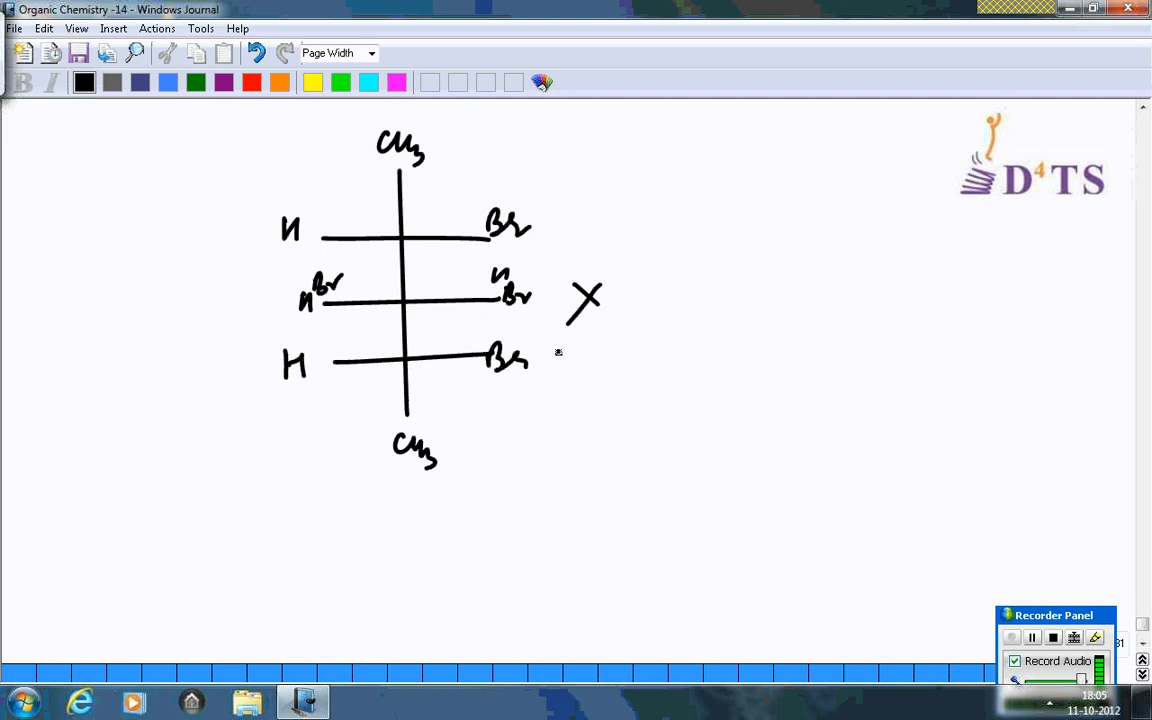 Organic Chemistry -14 - Windows Journal
File Edit View Insert Actions Tools Help
Page Width
B I
CH3
H Br
Br H
H Br
H Br
CH3
X
D4TS
Recorder Panel
31
Record Audio
18:05
11-10-2012